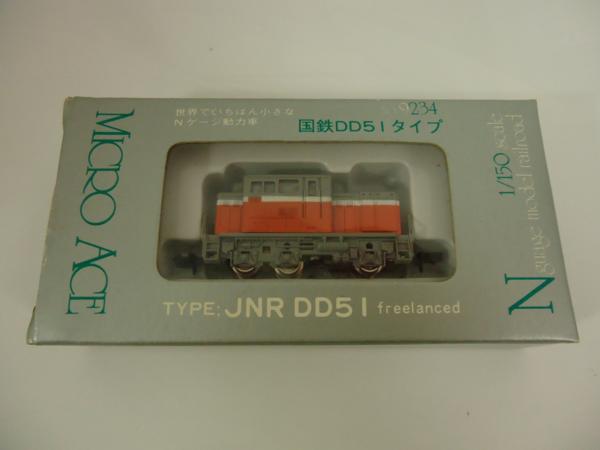 MICRO ACE
世界でいちばん小さな
Nゲージ動力車
国鉄DD51タイプ
234
1/150 scale
N guage model railroad
TYPE: JNR DD51 freelanced